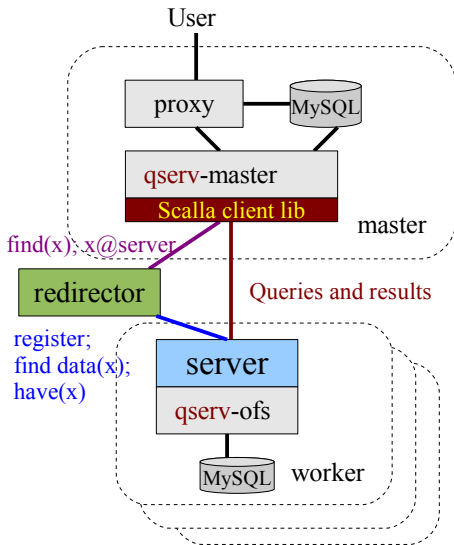 User
proxy
MySQL
qserv-master
Scalla client lib
master
find(x); x@server
redirector
Queries and results
register;
find data(x);
have(x)
server
qserv-ofs
MySQL
worker